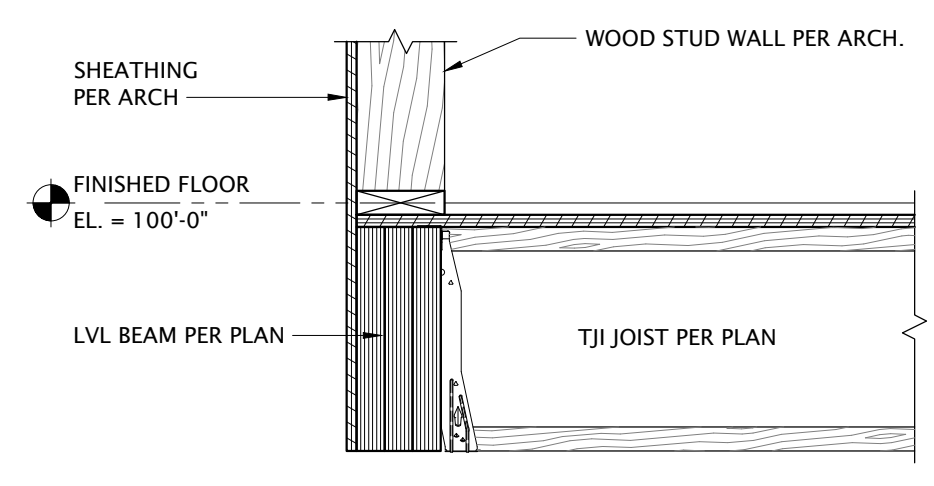 WOOD STUD WALL PER ARCH.
SHEATHING
PER ARCH
FINISHED FLOOR
EL. = 100'-0"
LVL BEAM PER PLAN
TJI JOIST PER PLAN